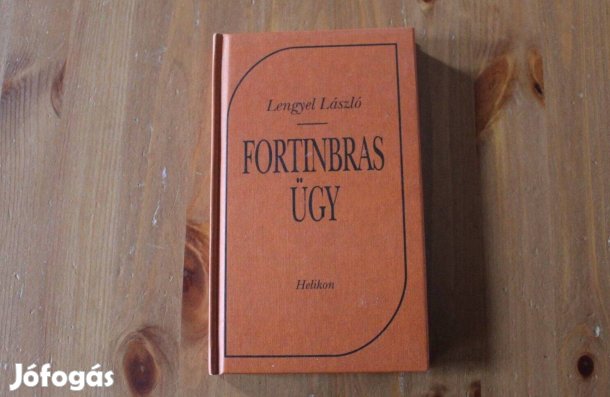 Lengyel László
FORTINBRAS
ÜGY
Helikon
Jófogás